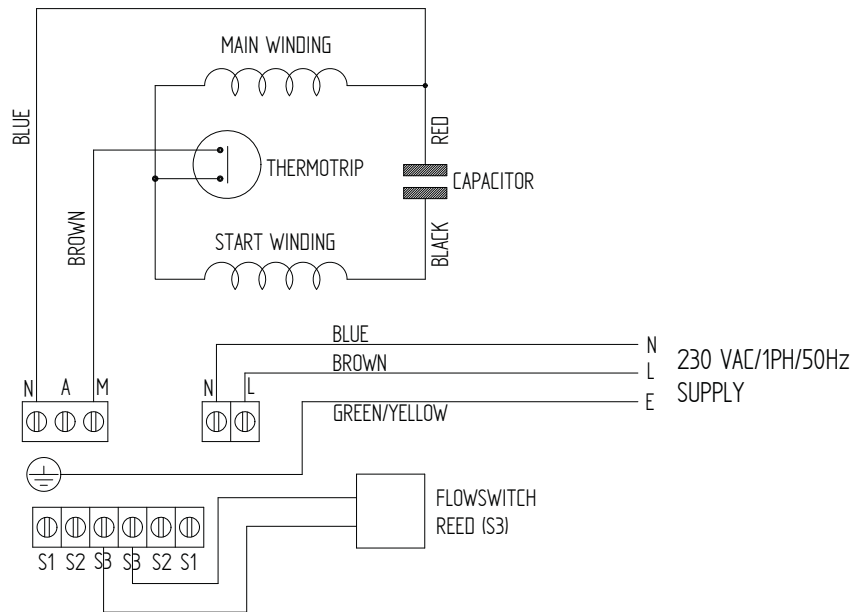 MAIN WINDING
BLUE
RED
THERMOTRIP
CAPACITOR
BROWN
START WINDING
BLACK
BLUE
N
BROWN
L
230 VAC/1PH/50Hz
SUPPLY
N A M
N L
GREEN/YELLOW
E
FLOWSWITCH
REED (S3)
S1 S2 S3 S3 S2 S1